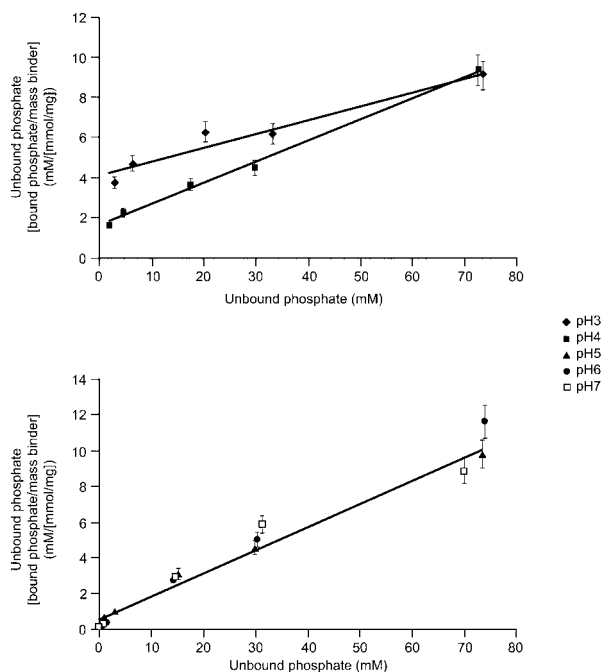 12
10
8
6
4
2
0
Unbound phosphate
[bound phosphate/mass binder]
(mM/[mmol/mg])
0 10 20 30 40 50 60 70 80
Unbound phosphate (mM)
pH3
pH4
pH5
pH6
pH7
14
12
10
8
6
4
2
0
Unbound phosphate
[bound phosphate/mass binder]
(mM/[mmol/mg])
0 10 20 30 40 50 60 70 80
Unbound phosphate (mM)